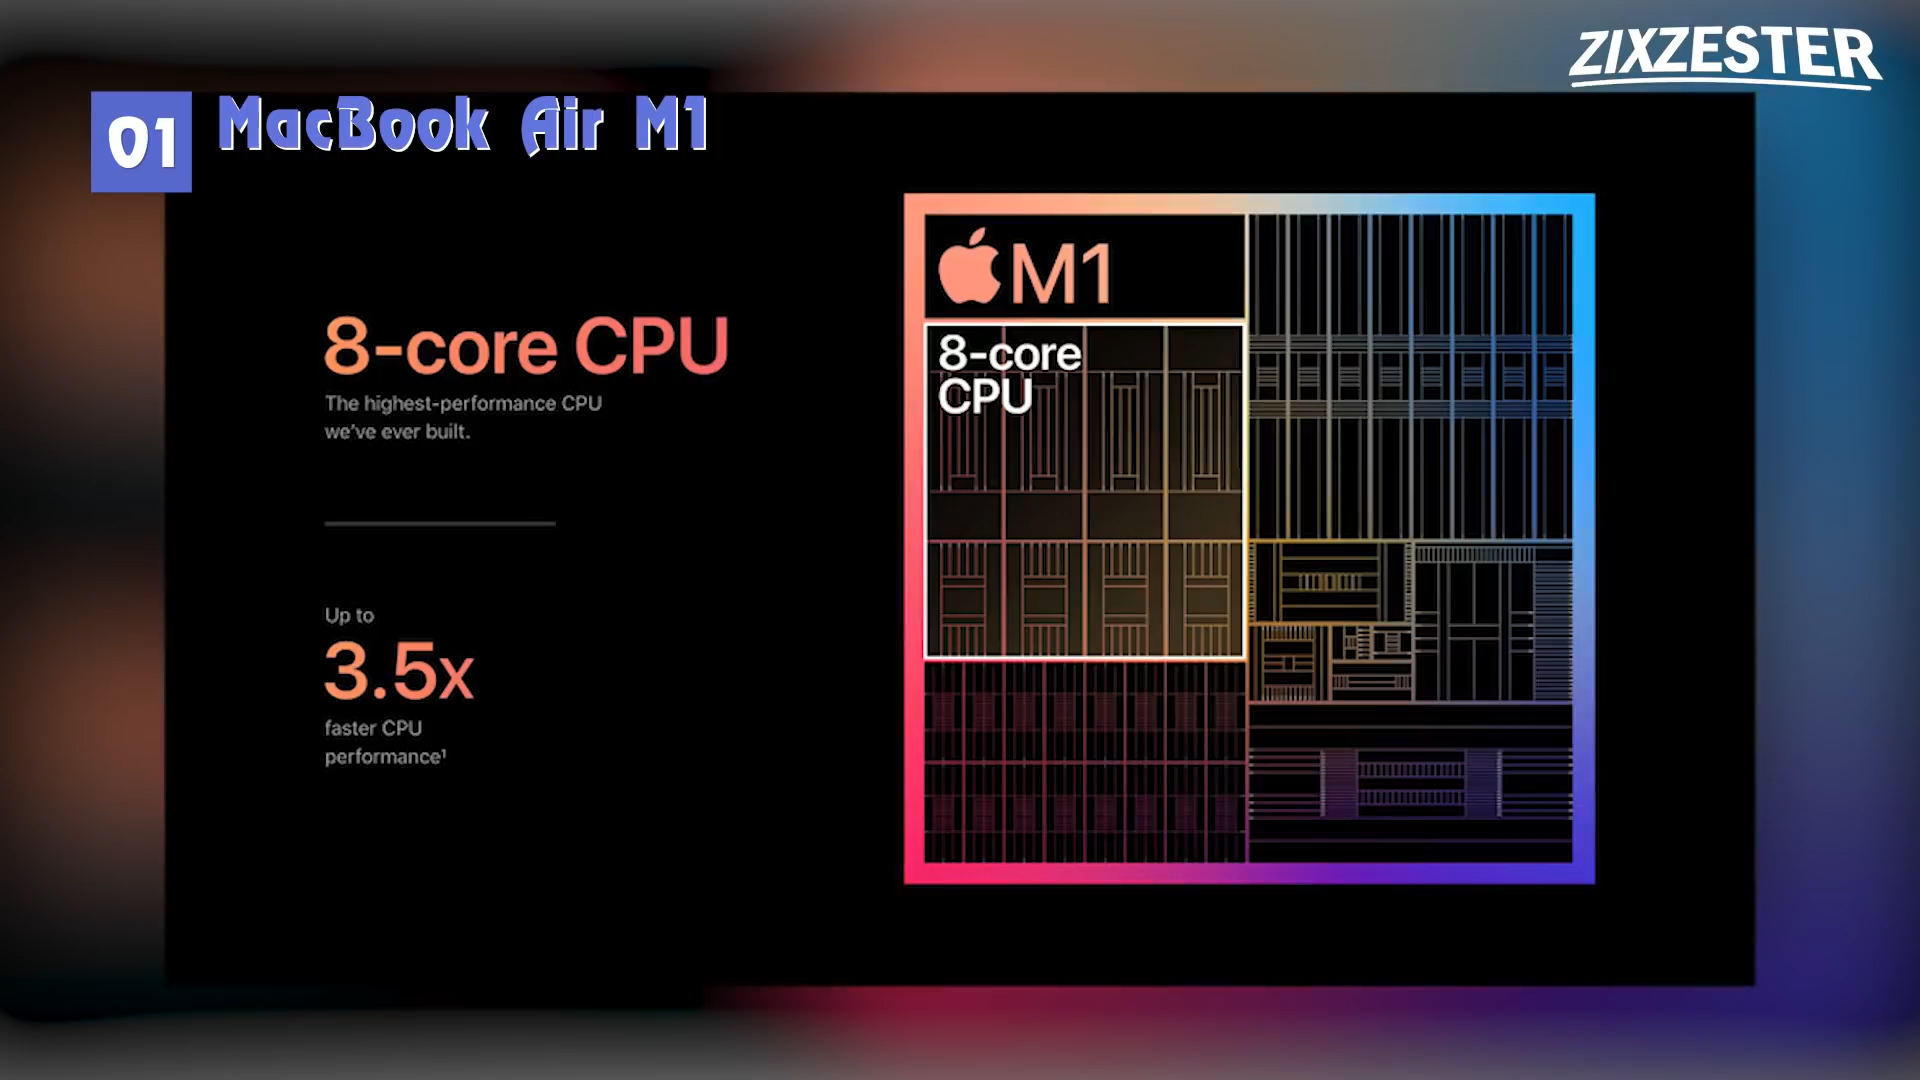 ZIXZESTER
01 MacBook Air M1
8-core CPU
The highest-performance CPU
we've ever built.
Up to
3.5x
faster CPU
performance¹
M1
8-core
CPU